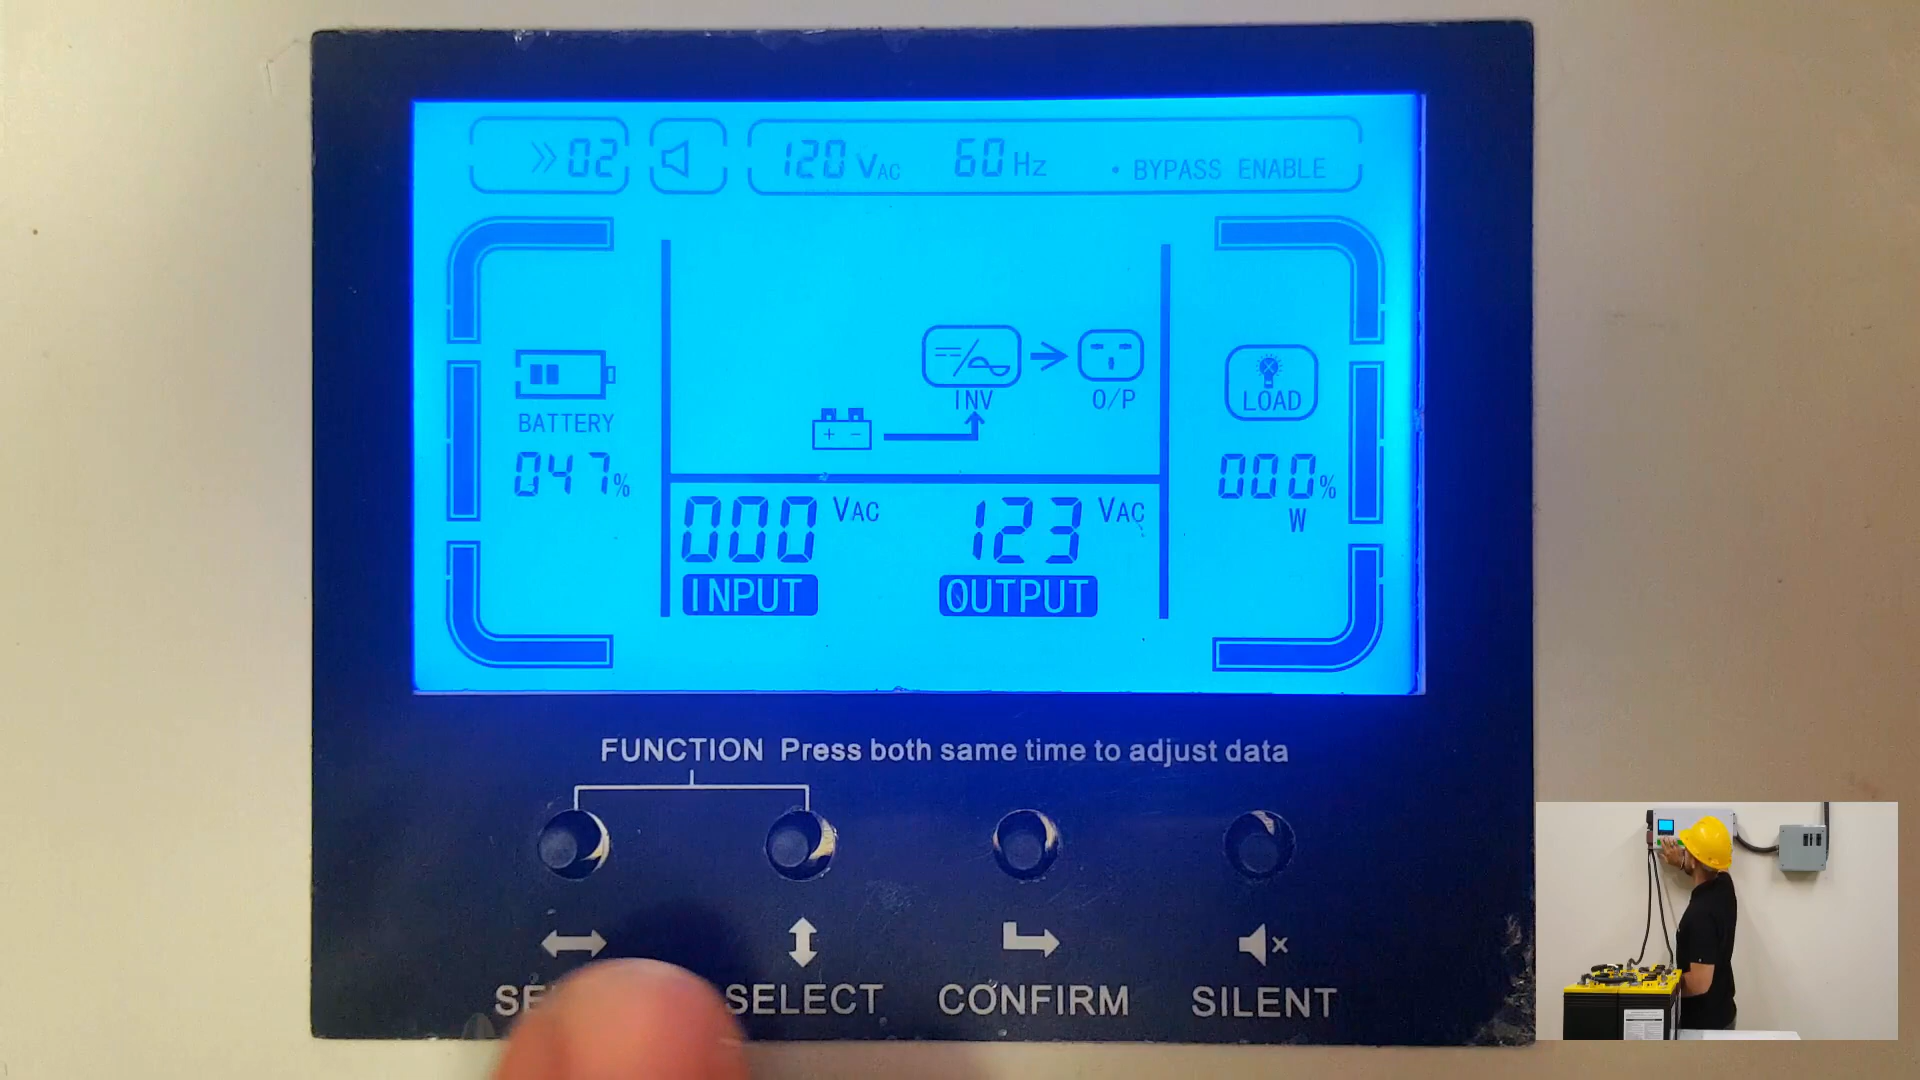 >> 02 120 VAC 60 Hz • BYPASS ENABLE
INV O/P
BATTERY
047%
LOAD
000%
W
000 VAC
INPUT
123 VAC
OUTPUT
FUNCTION Press both same time to adjust data
SELECT CONFIRM SILENT